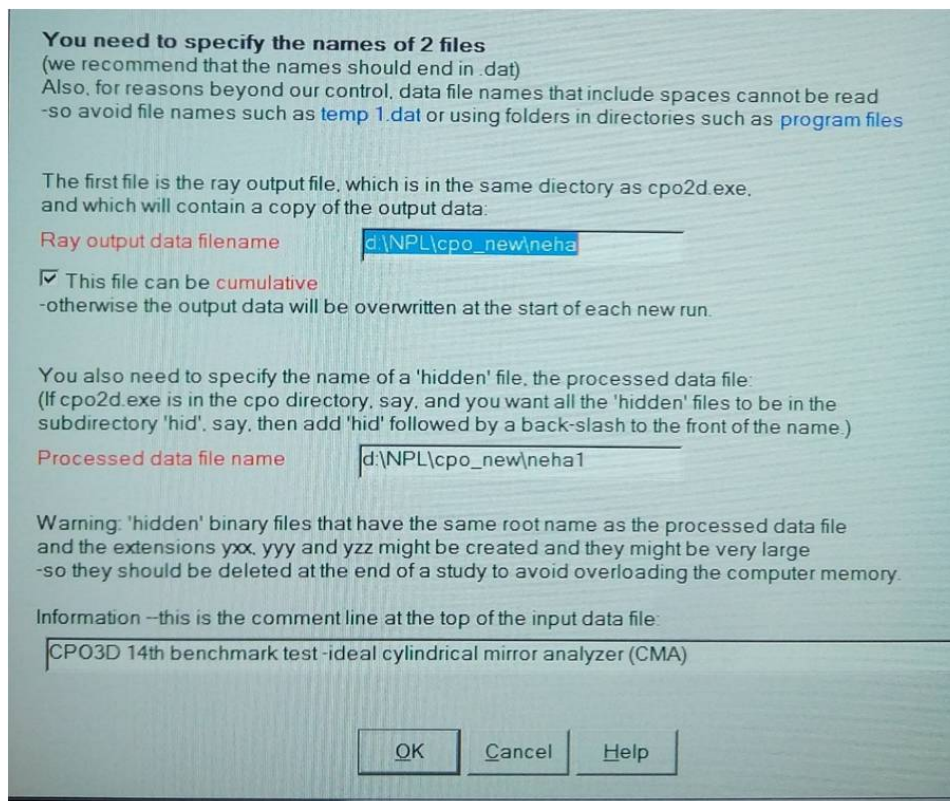 You need to specify the names of 2 files
(we recommend that the names should end in .dat)
Also, for reasons beyond our control, data file names that include spaces cannot be read
-so avoid file names such as temp 1.dat or using folders in directories such as program files
The first file is the ray output file, which is in the same diectory as cpo2d.exe,
and which will contain a copy of the output data:
Ray output data filename d:\NPL\cpo_new\neha
This file can be cumulative
-otherwise the output data will be overwritten at the start of each new run.
You also need to specify the name of a 'hidden' file, the processed data file:
(If cpo2d.exe is in the cpo directory, say, and you want all the 'hidden' files to be in the
subdirectory 'hid', say, then add 'hid' followed by a back-slash to the front of the name.)
Processed data file name d:\NPL\cpo_new\neha1
Warning: 'hidden' binary files that have the same root name as the processed data file
and the extensions yxx, yyy and yzz might be created and they might be very large
-so they should be deleted at the end of a study to avoid overloading the computer memory.
Information --this is the comment line at the top of the input data file:
CPO3D 14th benchmark test -ideal cylindrical mirror analyzer (CMA)
OK Cancel Help